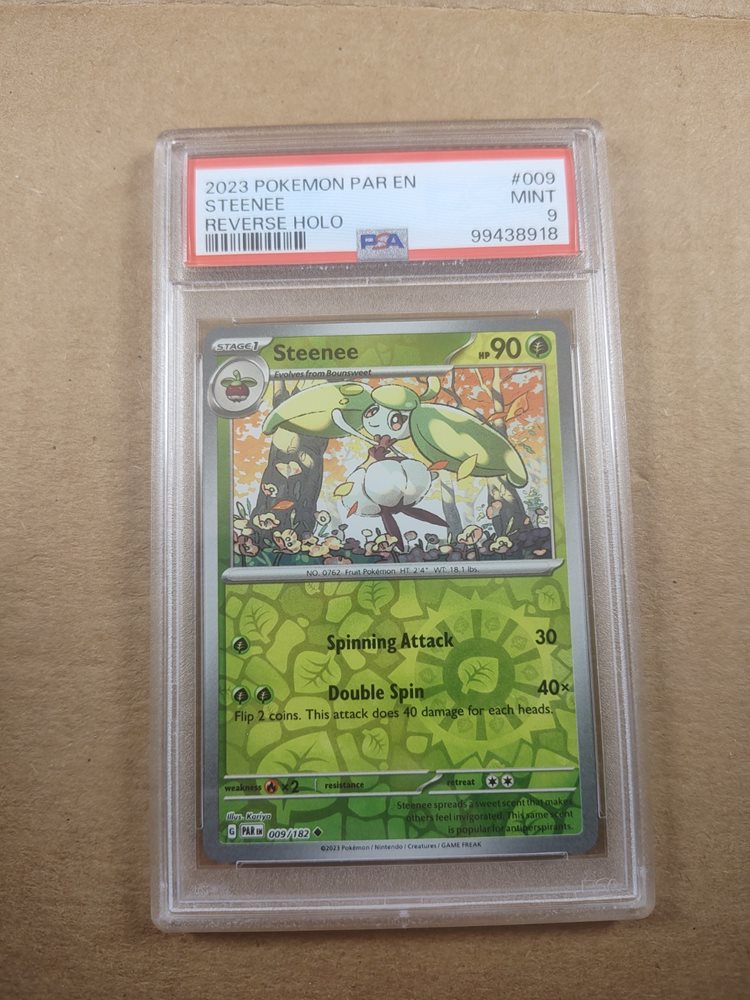 2023 POKEMON PAR EN #009
STEENEE MINT
REVERSE HOLO 9
PSA 99438918
STAGE 1 Steenee HP 90
Evolves from Bounsweet
NO. 0762 Fruit Pokémon HT: 2'4" WT: 18.1 lbs.
Spinning Attack 30
Double Spin 40×
Flip 2 coins. This attack does 40 damage for each heads.
weakness ×2 resistance retreat
Steenee spreads a sweet scent that makes
others feel invigorated. This same scent
is popular for antiperspirants.
Illus. Kariya
G PAR EN 009/182
©2023 Pokémon / Nintendo / Creatures / GAME FREAK